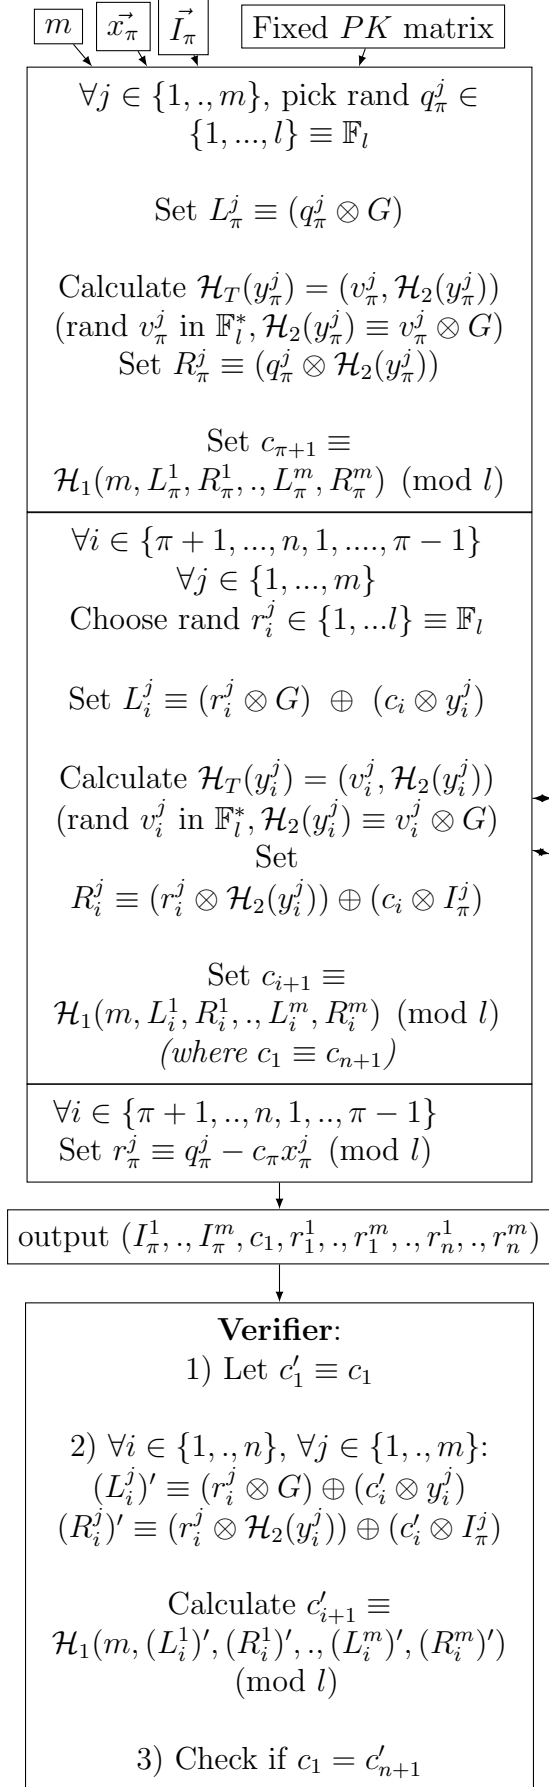 m x⃗_π I⃗_π Fixed PK matrix
∀j ∈ {1, ., m}, pick rand q_π^j ∈
{1, ..., l} ≡ 𝔽_l
Set L_π^j ≡ (q_π^j ⊗ G)
Calculate ℋ_T(y_π^j) = (v_π^j, ℋ_2(y_π^j))
(rand v_π^j in 𝔽_l^*, ℋ_2(y_π^j) ≡ v_π^j ⊗ G)
Set R_π^j ≡ (q_π^j ⊗ ℋ_2(y_π^j))
Set c_{π+1} ≡
ℋ_1(m, L_π^1, R_π^1, ., L_π^m, R_π^m) (mod l)
∀i ∈ {π + 1, ..., n, 1, ...., π − 1}
∀j ∈ {1, ..., m}
Choose rand r_i^j ∈ {1, ...l} ≡ 𝔽_l
Set L_i^j ≡ (r_i^j ⊗ G) ⊕ (c_i ⊗ y_i^j)
Calculate ℋ_T(y_i^j) = (v_i^j, ℋ_2(y_i^j))
(rand v_i^j in 𝔽_l^*, ℋ_2(y_i^j) ≡ v_i^j ⊗ G)
Set
R_i^j ≡ (r_i^j ⊗ ℋ_2(y_i^j)) ⊕ (c_i ⊗ I_π^j)
Set c_{i+1} ≡
ℋ_1(m, L_i^1, R_i^1, ., L_i^m, R_i^m) (mod l)
(where c_1 ≡ c_{n+1})
∀i ∈ {π + 1, .., n, 1, .., π − 1}
Set r_π^j ≡ q_π^j − c_π x_π^j (mod l)
output (I_π^1, ., I_π^m, c_1, r_1^1, ., r_1^m, ., r_n^1, ., r_n^m)
Verifier:
1) Let c_1′ ≡ c_1
2) ∀i ∈ {1, ., n}, ∀j ∈ {1, ., m}:
(L_i^j)′ ≡ (r_i^j ⊗ G) ⊕ (c_i′ ⊗ y_i^j)
(R_i^j)′ ≡ (r_i^j ⊗ ℋ_2(y_i^j)) ⊕ (c_i′ ⊗ I_π^j)
Calculate c′_{i+1} ≡
ℋ_1(m, (L_i^1)′, (R_i^1)′, ., (L_i^m)′, (R_i^m)′)
(mod l)
3) Check if c_1 = c′_{n+1}